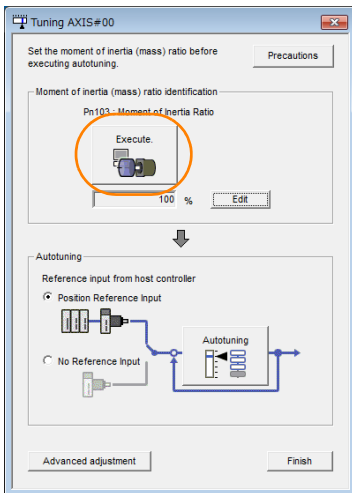 Tuning AXIS#00
Set the moment of inertia (mass) ratio before
executing autotuning.
Precautions
Moment of inertia (mass) ratio identification
Pn103 : Moment of Inertia Ratio
Execute.
100 % Edit
Autotuning
Reference input from host controller
Position Reference Input
Autotuning
No Reference Input
Advanced adjustment
Finish